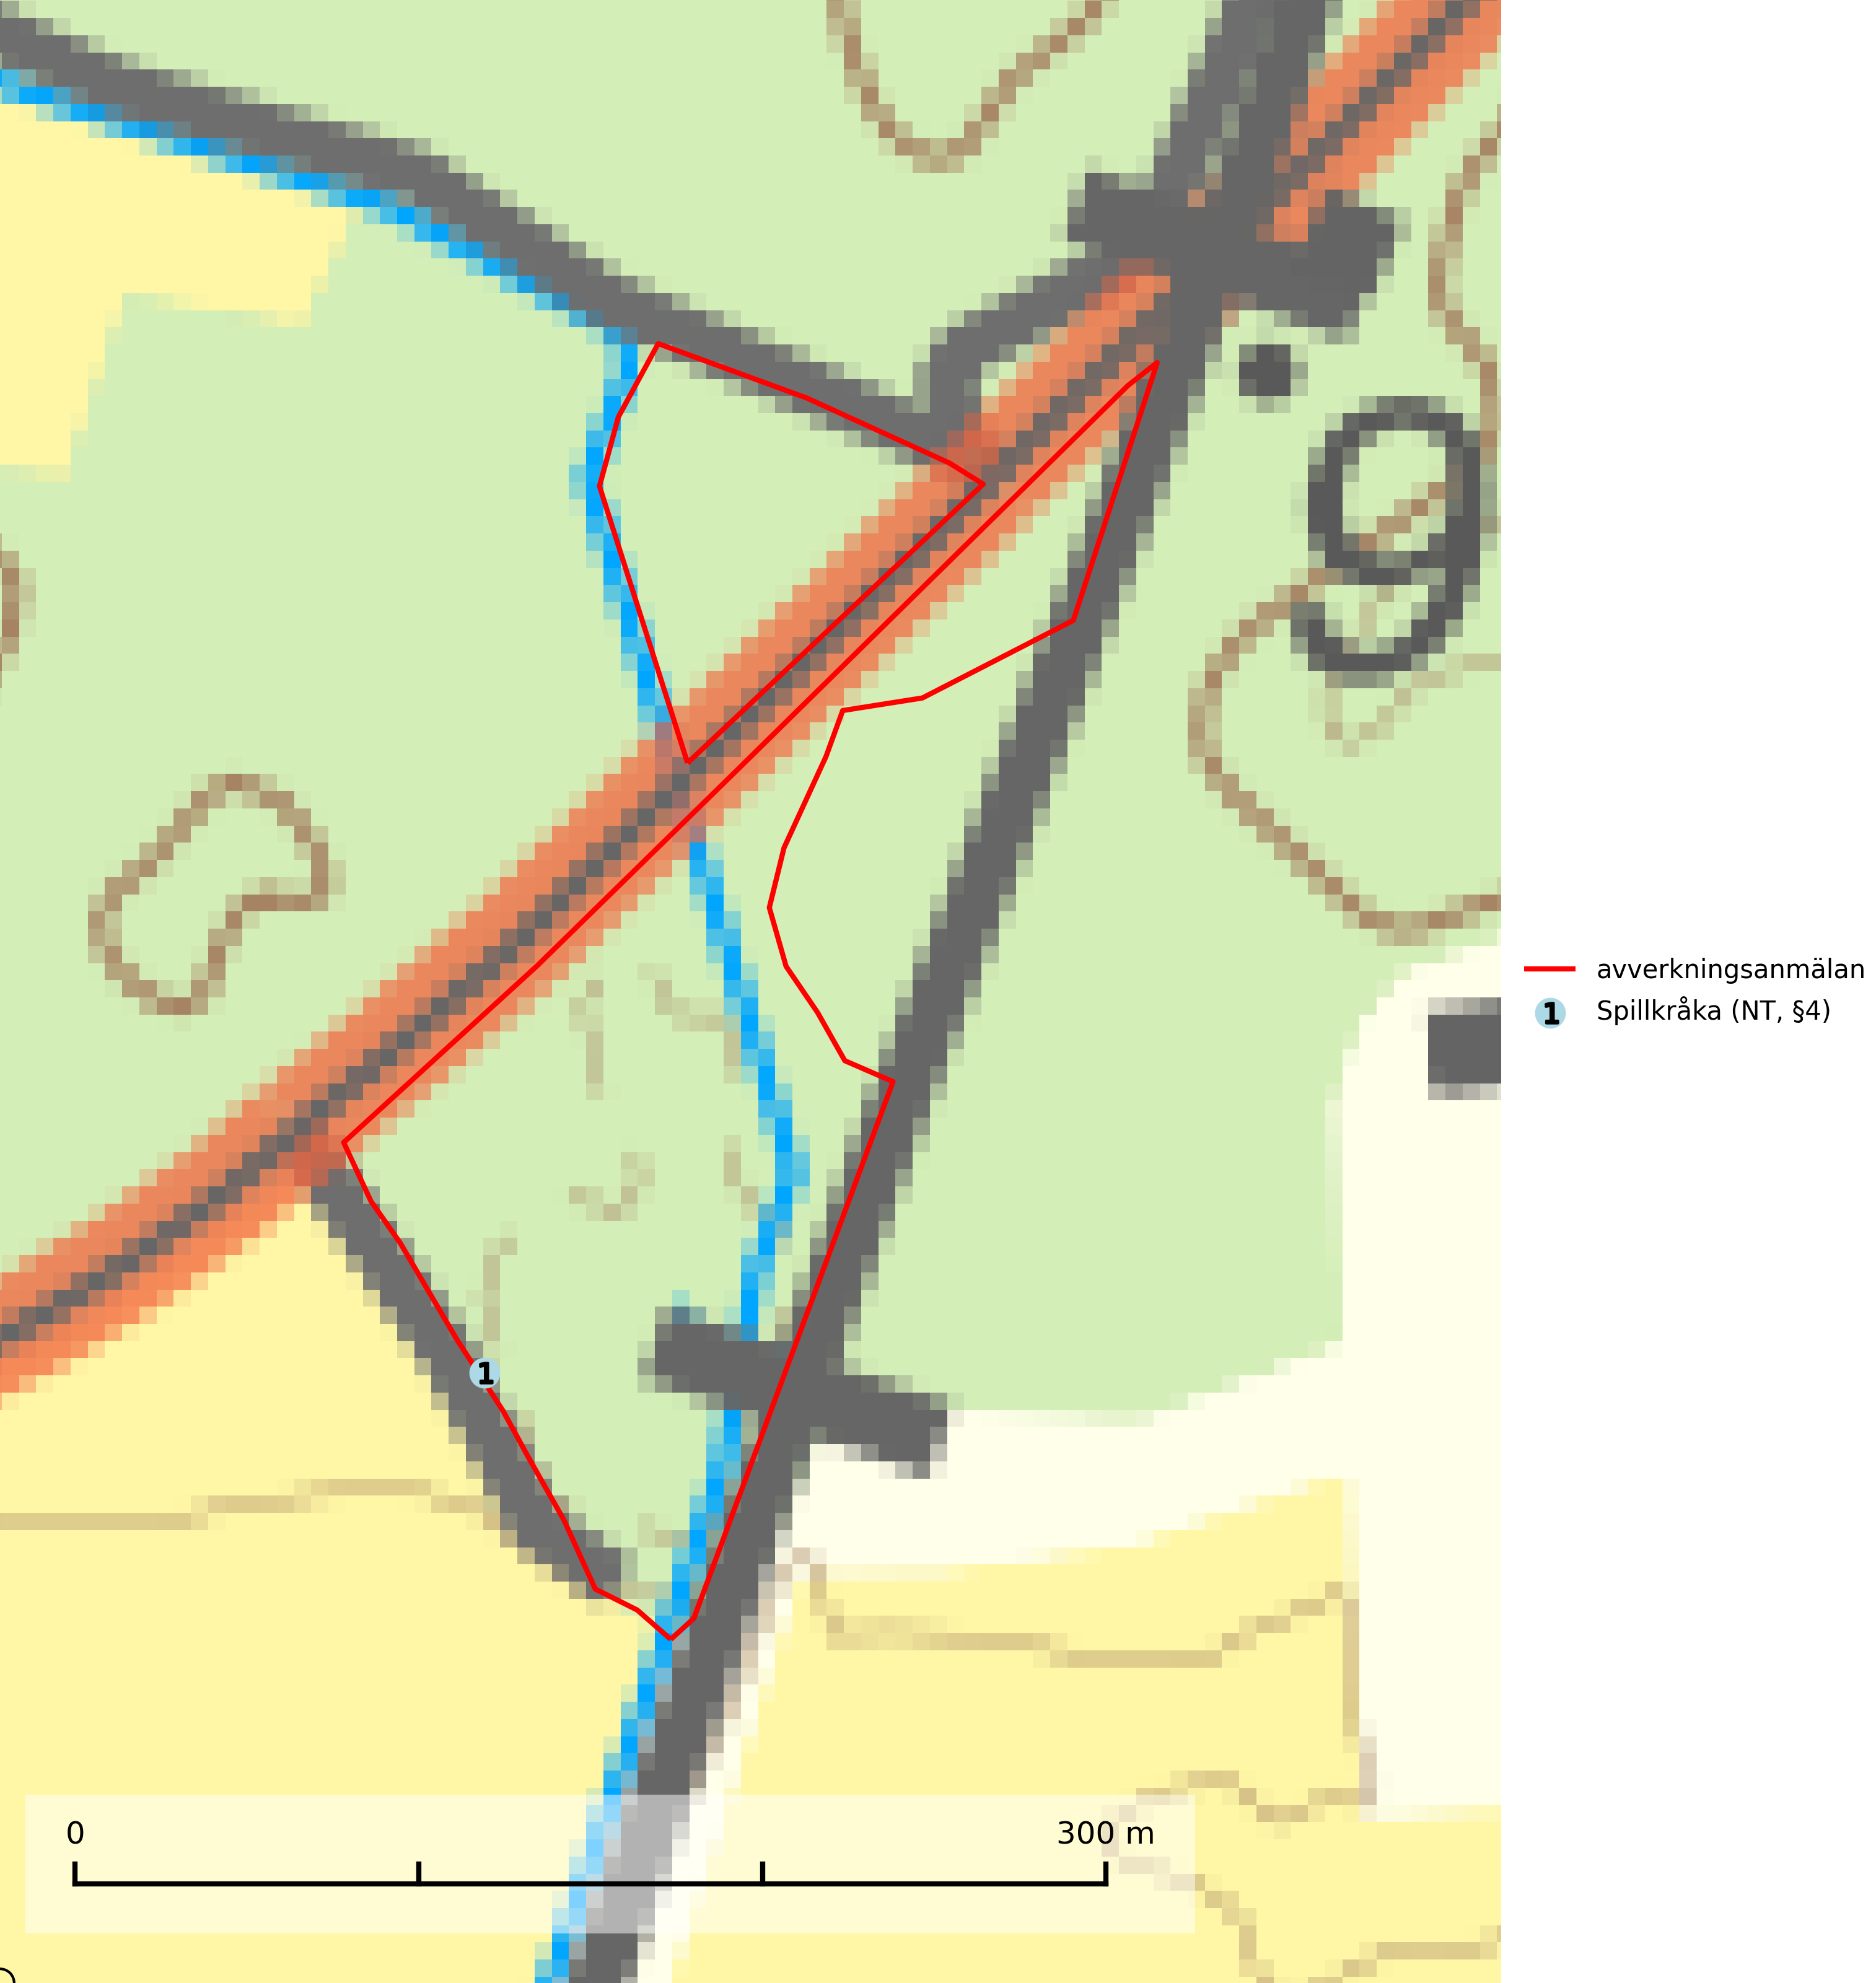 avverkningsanmälan
1 Spillkråka (NT, §4)
1
0 300 m